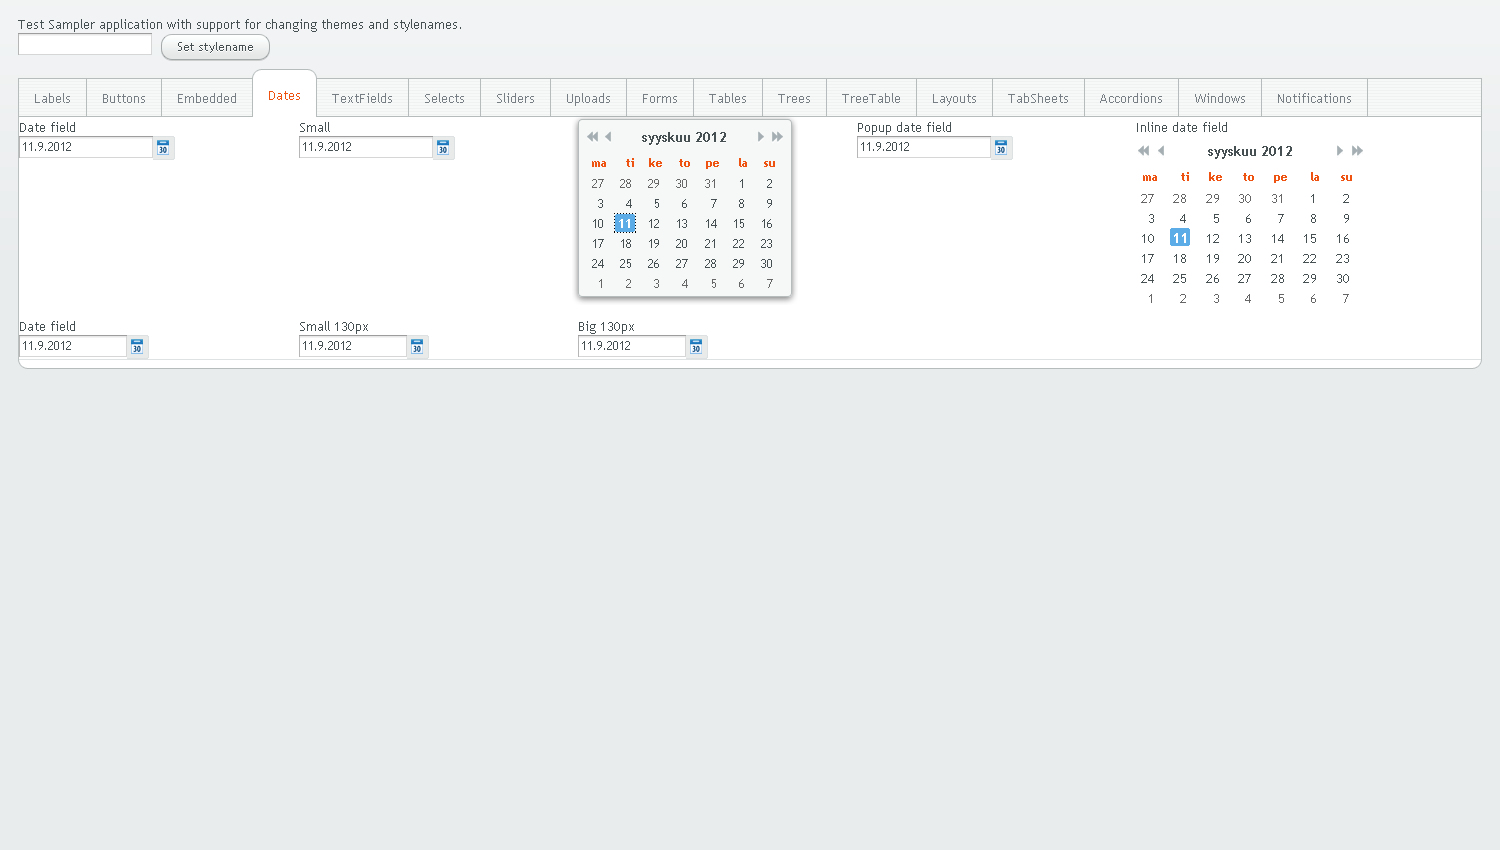 Test Sampler application with support for changing themes and stylenames.
Set stylename
Labels Buttons Embedded Dates TextFields Selects Sliders Uploads Forms Tables Trees TreeTable Layouts TabSheets Accordions Windows Notifications
Date field
11.9.2012
30
Small
11.9.2012
30
syyskuu 2012
ma ti ke to pe la su
27 28 29 30 31 1 2
3 4 5 6 7 8 9
10 11 12 13 14 15 16
17 18 19 20 21 22 23
24 25 26 27 28 29 30
1 2 3 4 5 6 7
Popup date field
11.9.2012
30
Inline date field
syyskuu 2012
ma ti ke to pe la su
27 28 29 30 31 1 2
3 4 5 6 7 8 9
10 11 12 13 14 15 16
17 18 19 20 21 22 23
24 25 26 27 28 29 30
1 2 3 4 5 6 7
Date field
11.9.2012
30
Small 130px
11.9.2012
30
Big 130px
11.9.2012
30